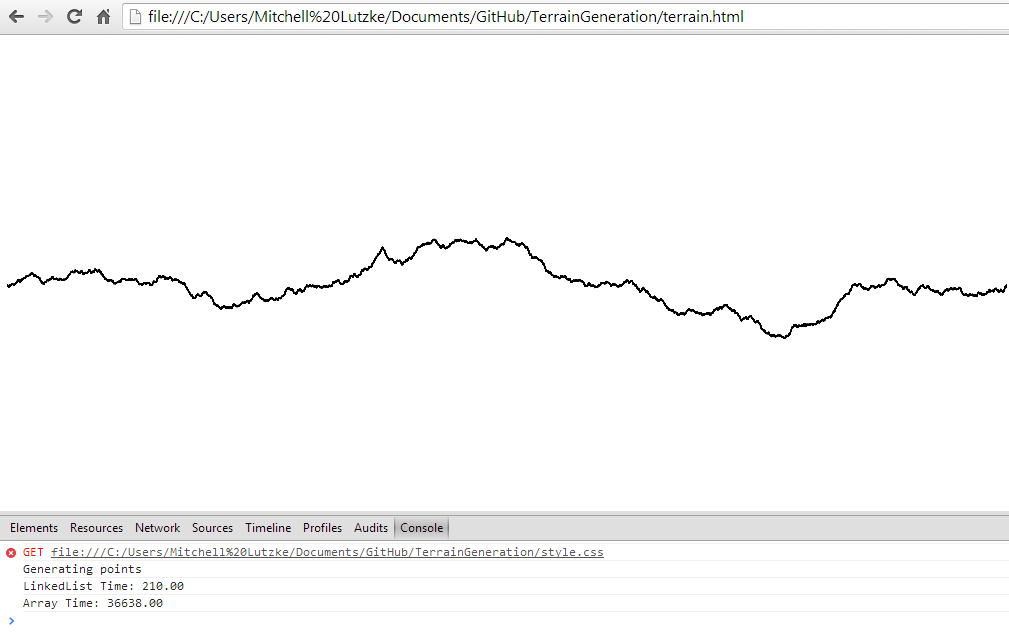 file:///C:/Users/Mitchell%20Lutzke/Documents/GitHub/TerrainGeneration/terrain.html
Elements Resources Network Sources Timeline Profiles Audits Console
GET file:///C:/Users/Mitchell%20Lutzke/Documents/GitHub/TerrainGeneration/style.css
Generating points
LinkedList Time: 210.00
Array Time: 36638.00
>